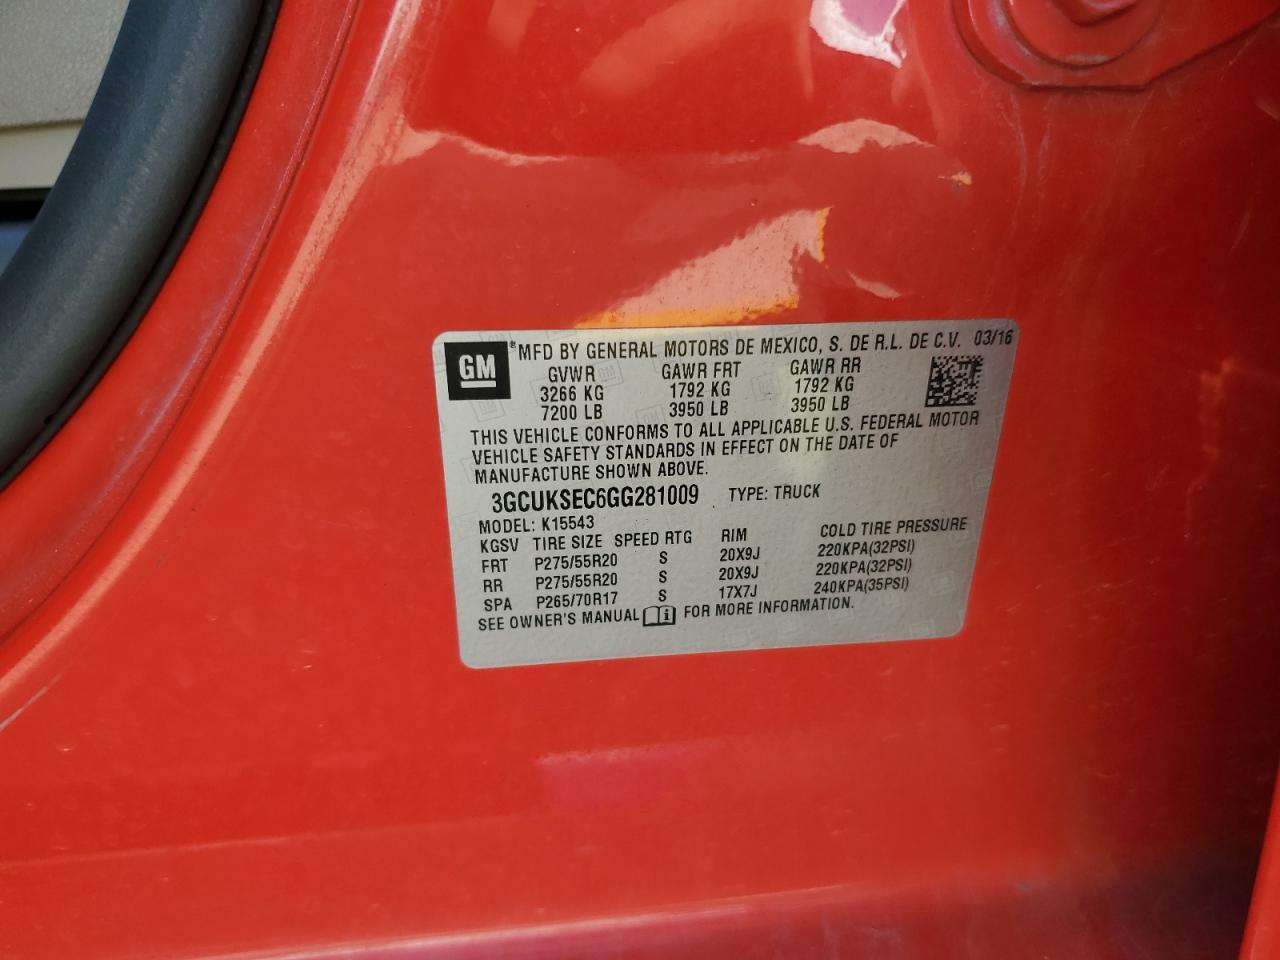 GM ® MFD BY GENERAL MOTORS DE MEXICO, S. DE R.L. DE C.V. 03/16
GVWR GAWR FRT GAWR RR
3266 KG 1792 KG 1792 KG
7200 LB 3950 LB 3950 LB
THIS VEHICLE CONFORMS TO ALL APPLICABLE U.S. FEDERAL MOTOR
VEHICLE SAFETY STANDARDS IN EFFECT ON THE DATE OF
MANUFACTURE SHOWN ABOVE.
3GCUKSEC6GG281009 TYPE: TRUCK
MODEL: K15543
KGSV TIRE SIZE SPEED RTG RIM COLD TIRE PRESSURE
FRT P275/55R20 S 20X9J 220KPA(32PSI)
RR P275/55R20 S 20X9J 220KPA(32PSI)
SPA P265/70R17 S 17X7J 240KPA(35PSI)
SEE OWNER'S MANUAL i FOR MORE INFORMATION.